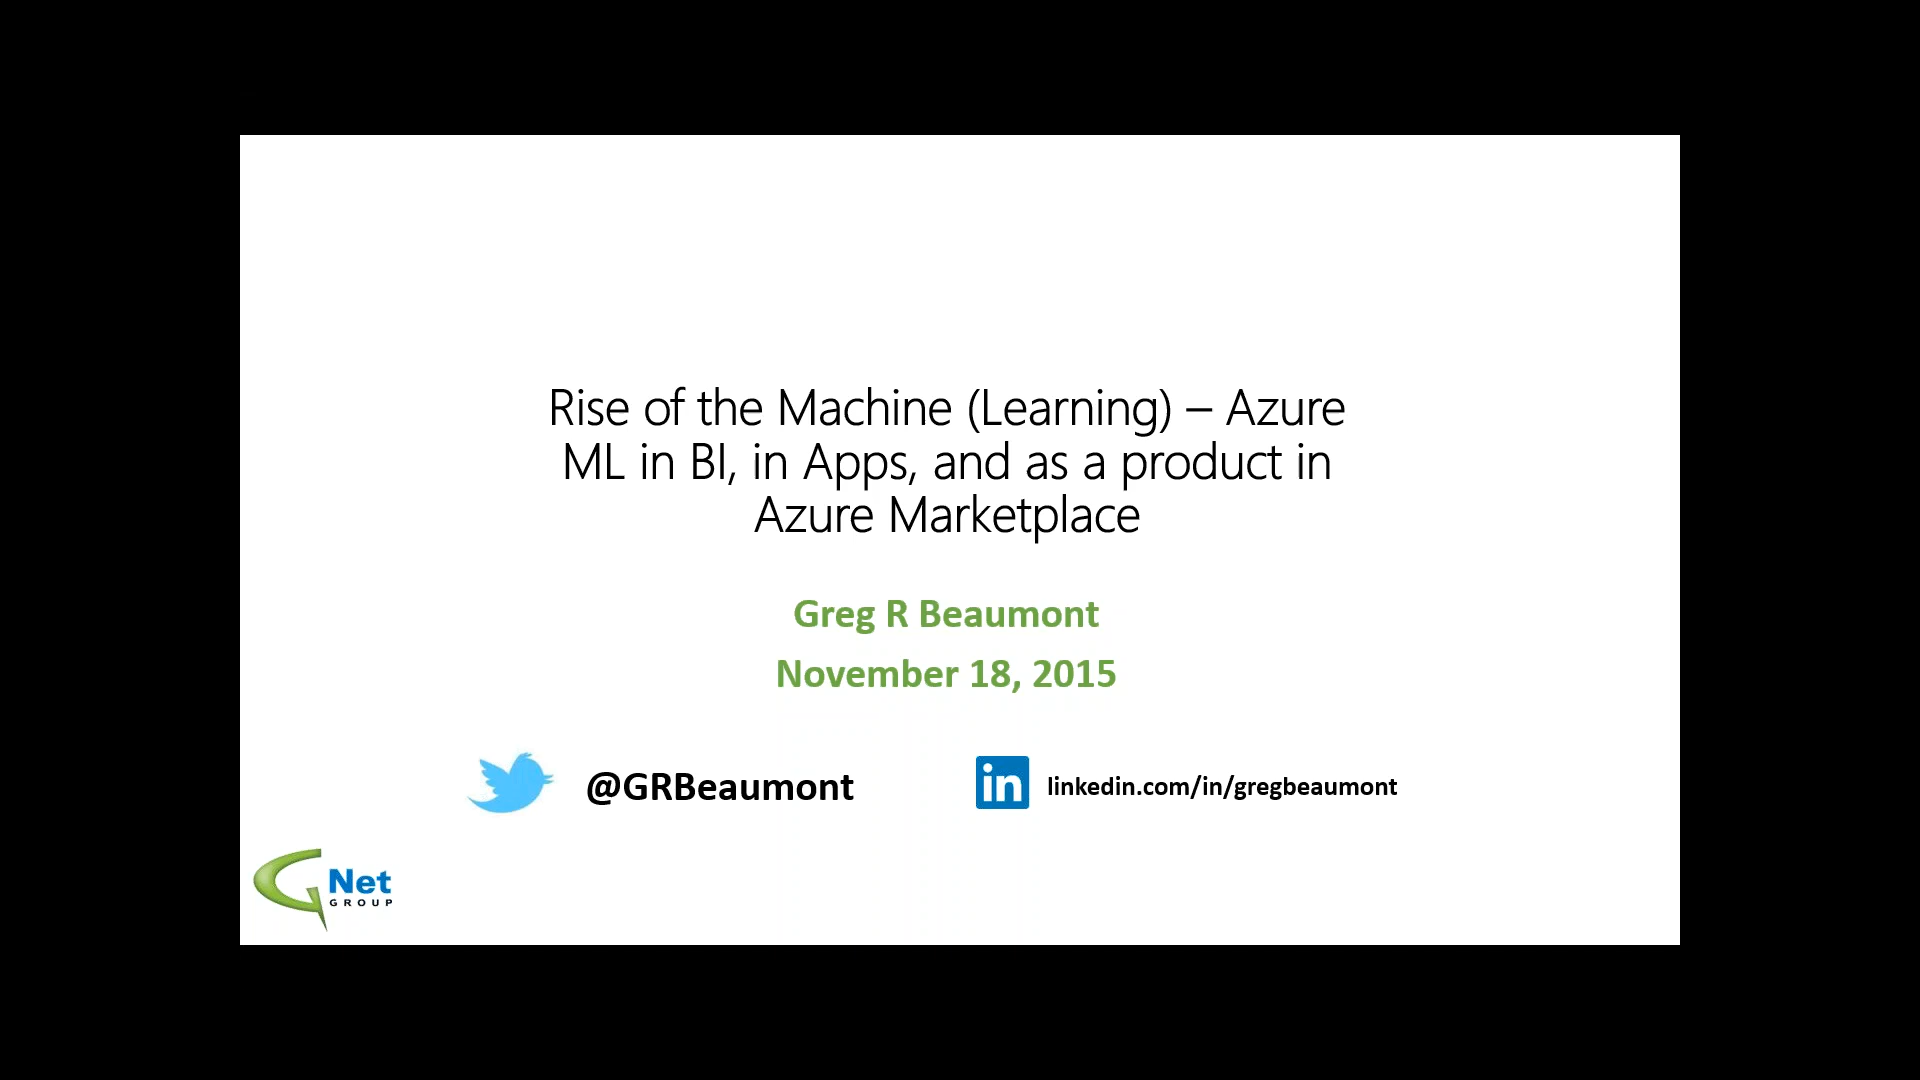 Rise of the Machine (Learning) – Azure
ML in BI, in Apps, and as a product in
Azure Marketplace
Greg R Beaumont
November 18, 2015
@GRBeaumont
in linkedin.com/in/gregbeaumont
Net
GROUP